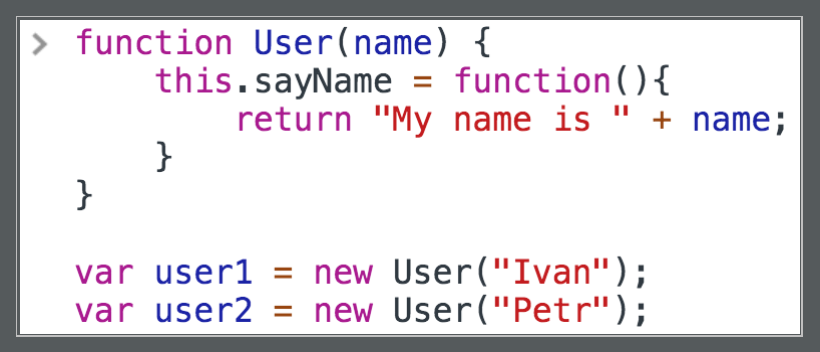 > function User(name) {
this.sayName = function(){
return "My name is " + name;
}
}
var user1 = new User("Ivan");
var user2 = new User("Petr");